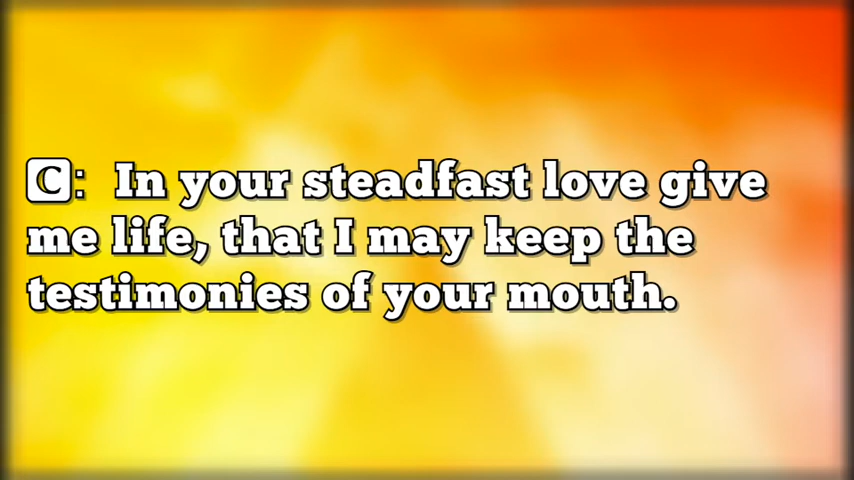 C: In your steadfast love give
me life, that I may keep the
testimonies of your mouth.